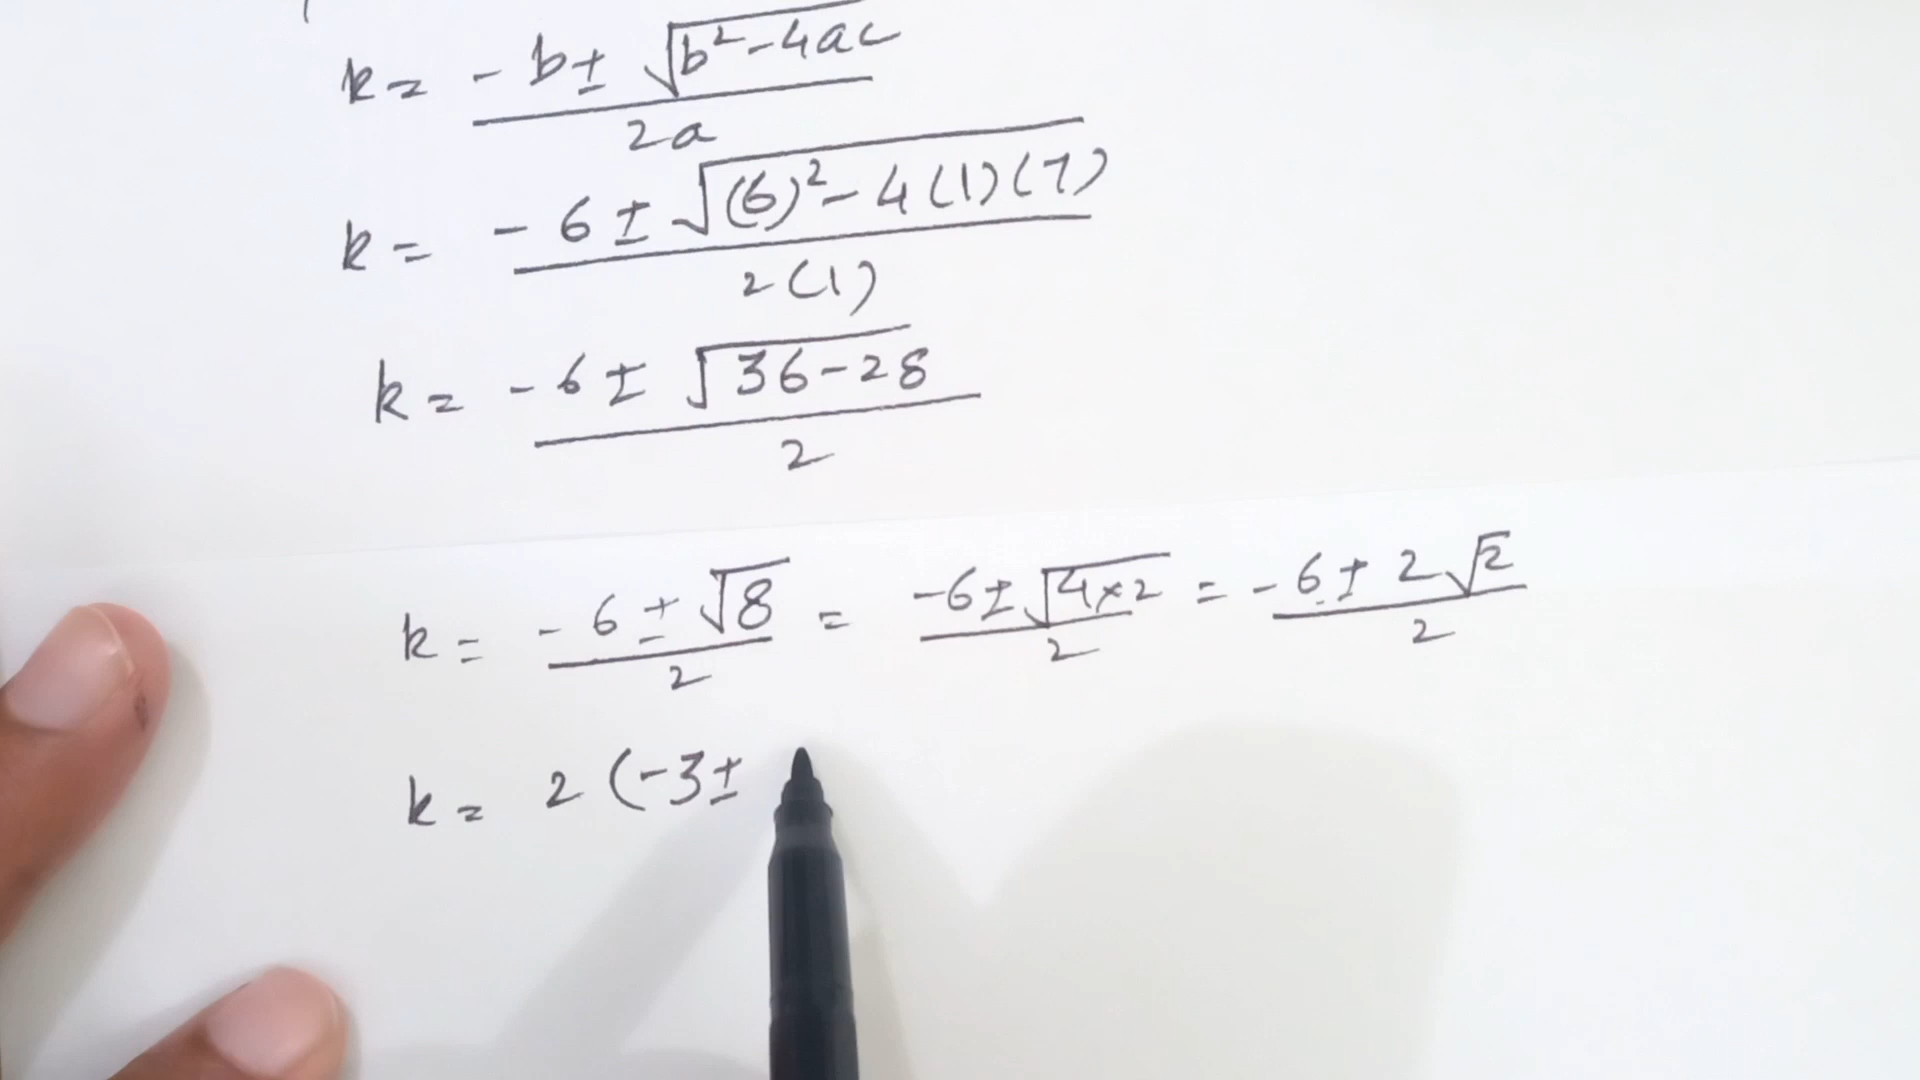 k = -b ± √(b² - 4ac) / 2a
k = -6 ± √((6)² - 4(1)(7)) / 2(1)
k = -6 ± √(36-28) / 2
k = -6 ± √8 / 2 = -6 ± √(4×2) / 2 = -6 ± 2√2 / 2
k = 2 (-3 ±